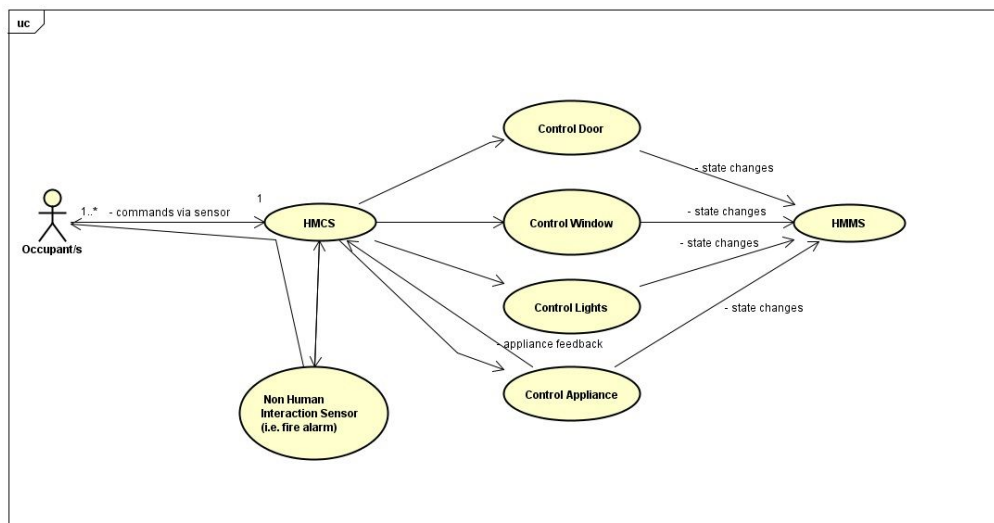 uc
Control Door
- state changes
1
1..*
- commands via sensor
HMCS
Control Window
- state changes
HMMS
Occupant/s
- state changes
Control Lights
- state changes
- appliance feedback
Control Appliance
Non Human
Interaction Sensor
(i.e. fire alarm)